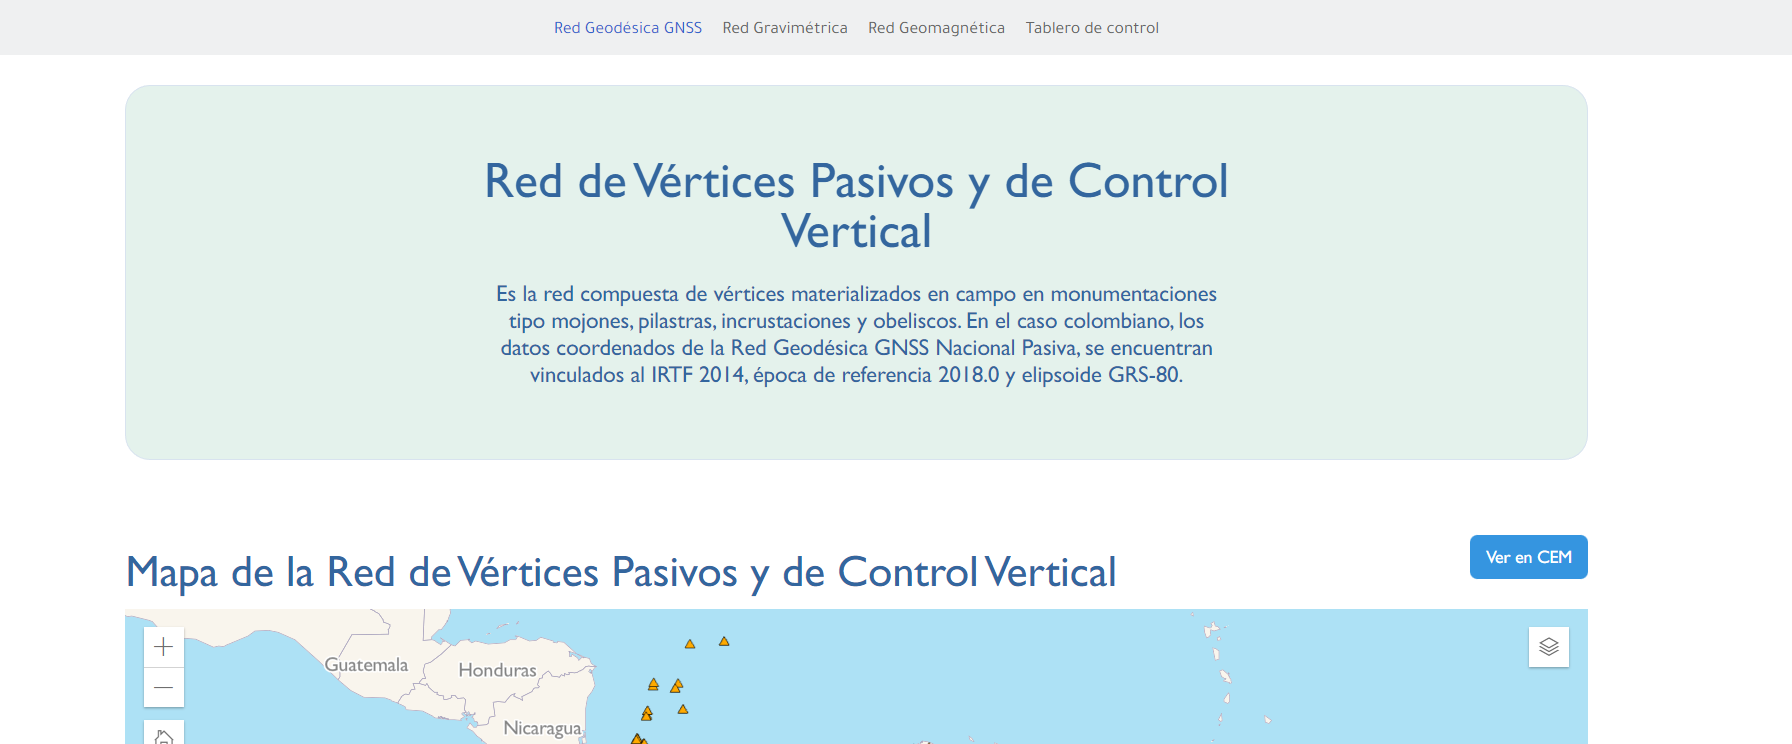 Red Geodésica GNSS Red Gravimétrica Red Geomagnética Tablero de control
Red de Vértices Pasivos y de Control
Vertical
Es la red compuesta de vértices materializados en campo en monumentaciones
tipo mojones, pilastras, incrustaciones y obeliscos. En el caso colombiano, los
datos coordenados de la Red Geodésica GNSS Nacional Pasiva, se encuentran
vinculados al IRTF 2014, época de referencia 2018.0 y elipsoide GRS-80.
Ver en CEM
Mapa de la Red de Vértices Pasivos y de Control Vertical
Guatemala
Honduras
Nicaragua